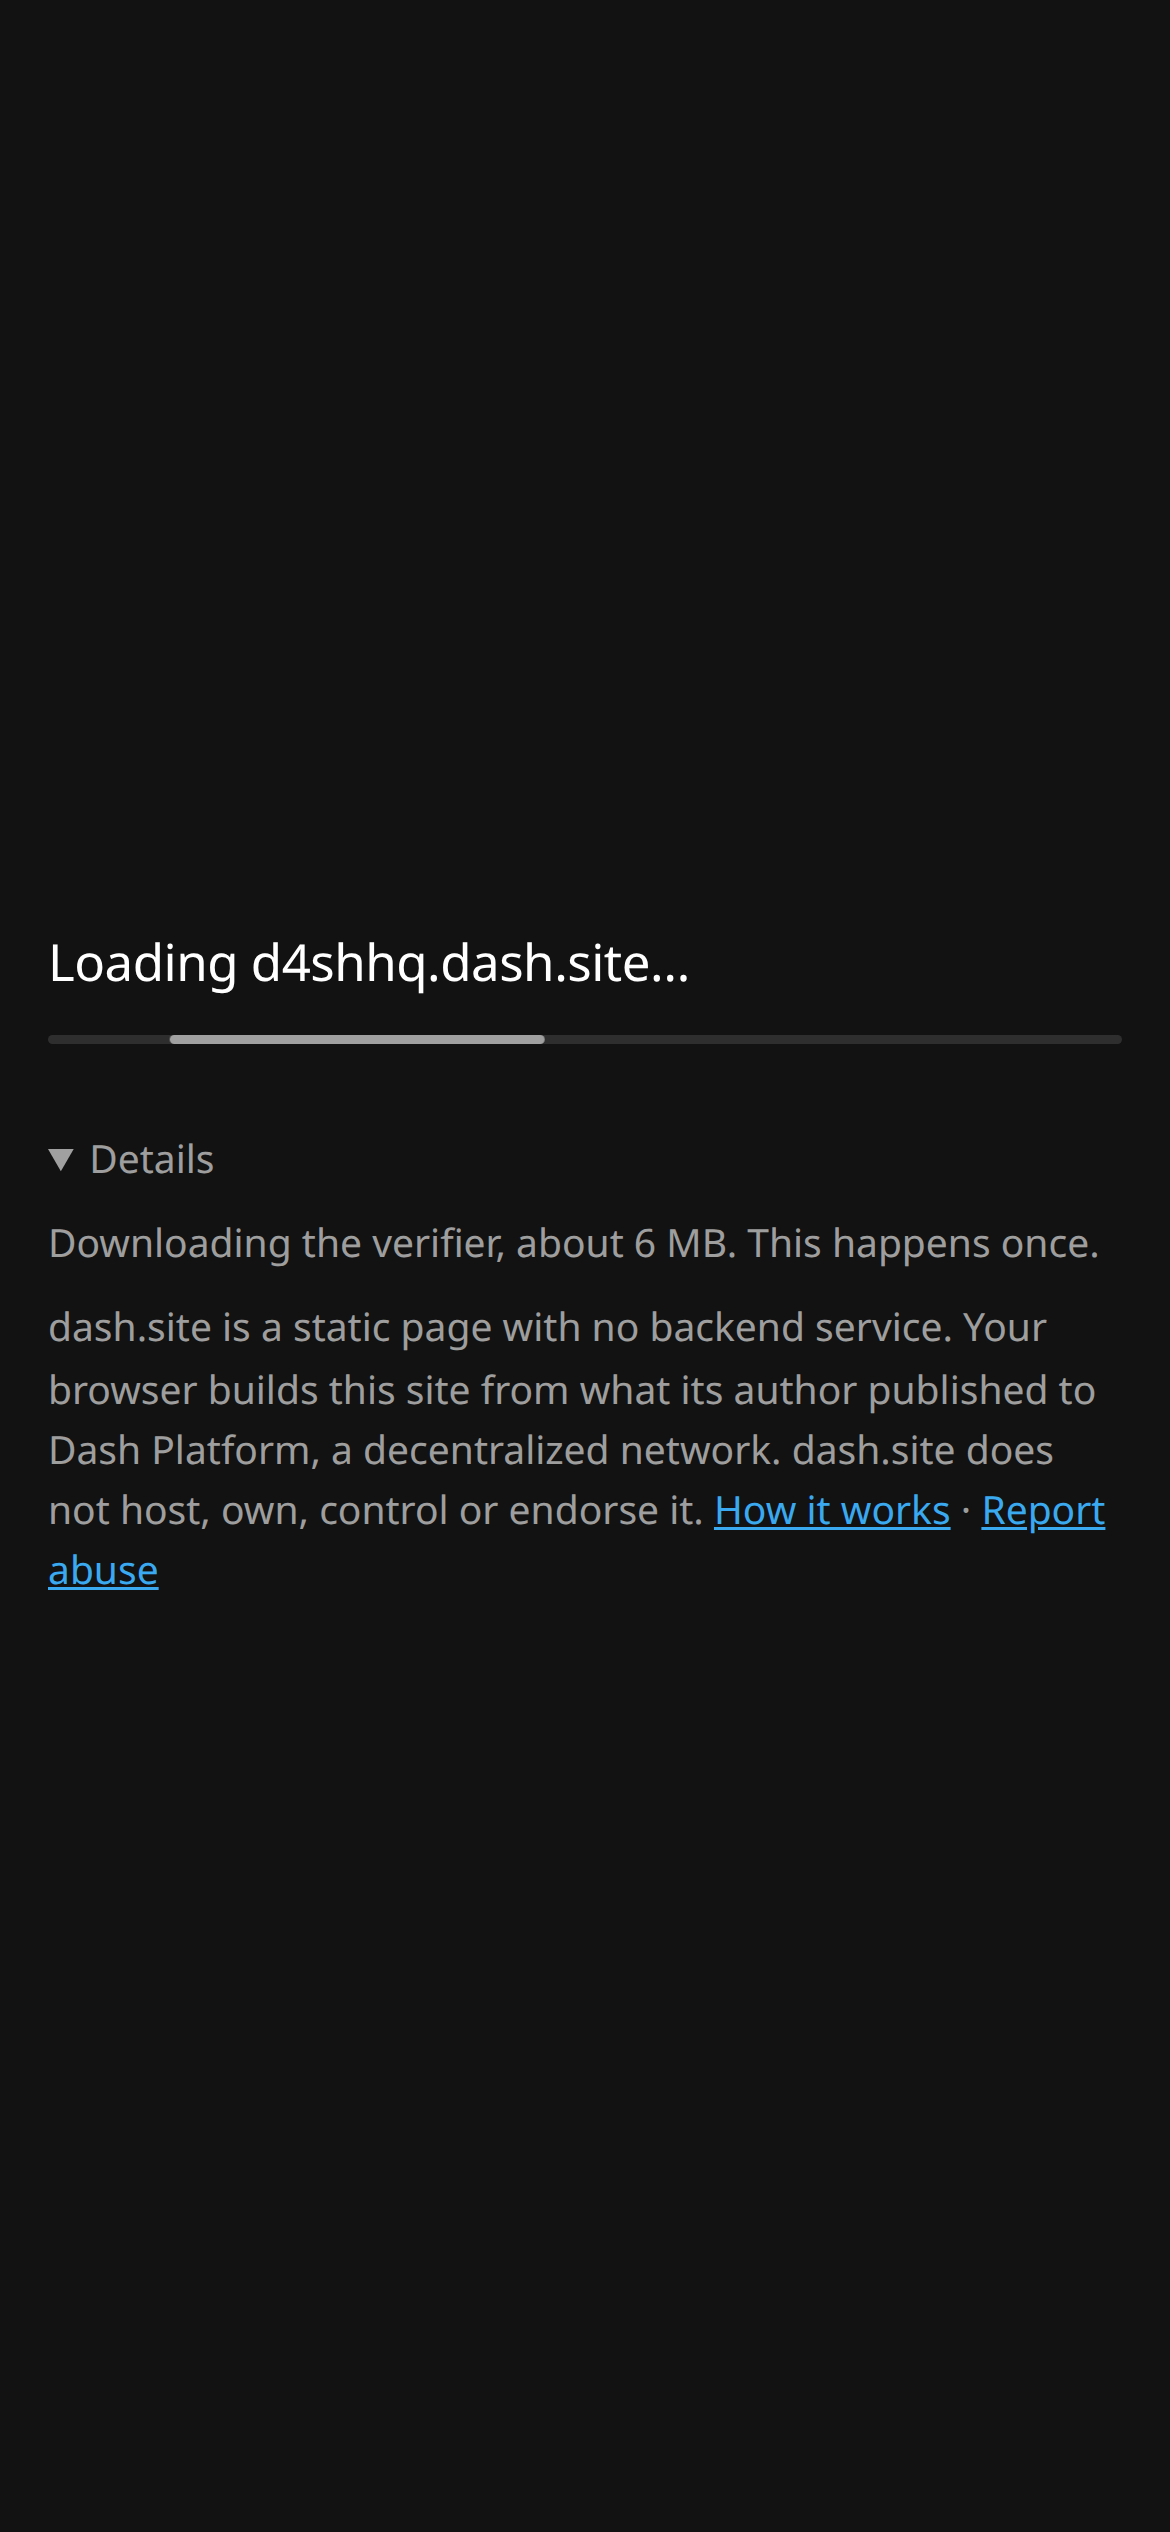 Loading d4shhq.dash.site...
Details
Downloading the verifier, about 6 MB. This happens once.
dash.site is a static page with no backend service. Your
browser builds this site from what its author published to
Dash Platform, a decentralized network. dash.site does
not host, own, control or endorse it. How it works · Report
abuse